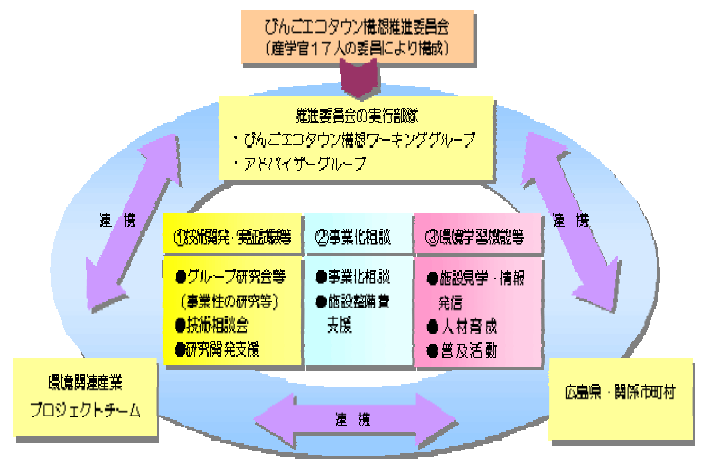 びんごエコタウン構想推進委員会
(産学官17人の委員により構成)
推進委員会の実行部隊
・びんごエコタウン構想ワーキンググループ
・アドバイザーグループ
連 携
連 携
①技術開発・実証試験等
●グループ研究会等
(事業性の研究等)
●技術相談会
●研究開発支援
②事業化相談
●事業化相談
●施設整備費
支援
③環境学習機能等
●施設見学・情報
発信
●人材育成
●普及活動
環境関連産業
プロジェクトチーム
連 携
広島県・関係市町村